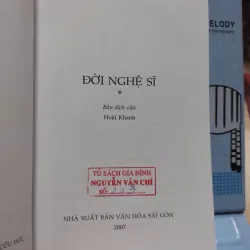 ELODY
ĐỜI NGHỆ SĨ
*
Bản dịch của:
Hoài Khanh
TỦ SÁCH GIA ĐÌNH
NGUYỄN VĂN CHÍ
SỐ:
NHÀ XUẤT BẢN VĂN HÓA SÀI GÒN
2007